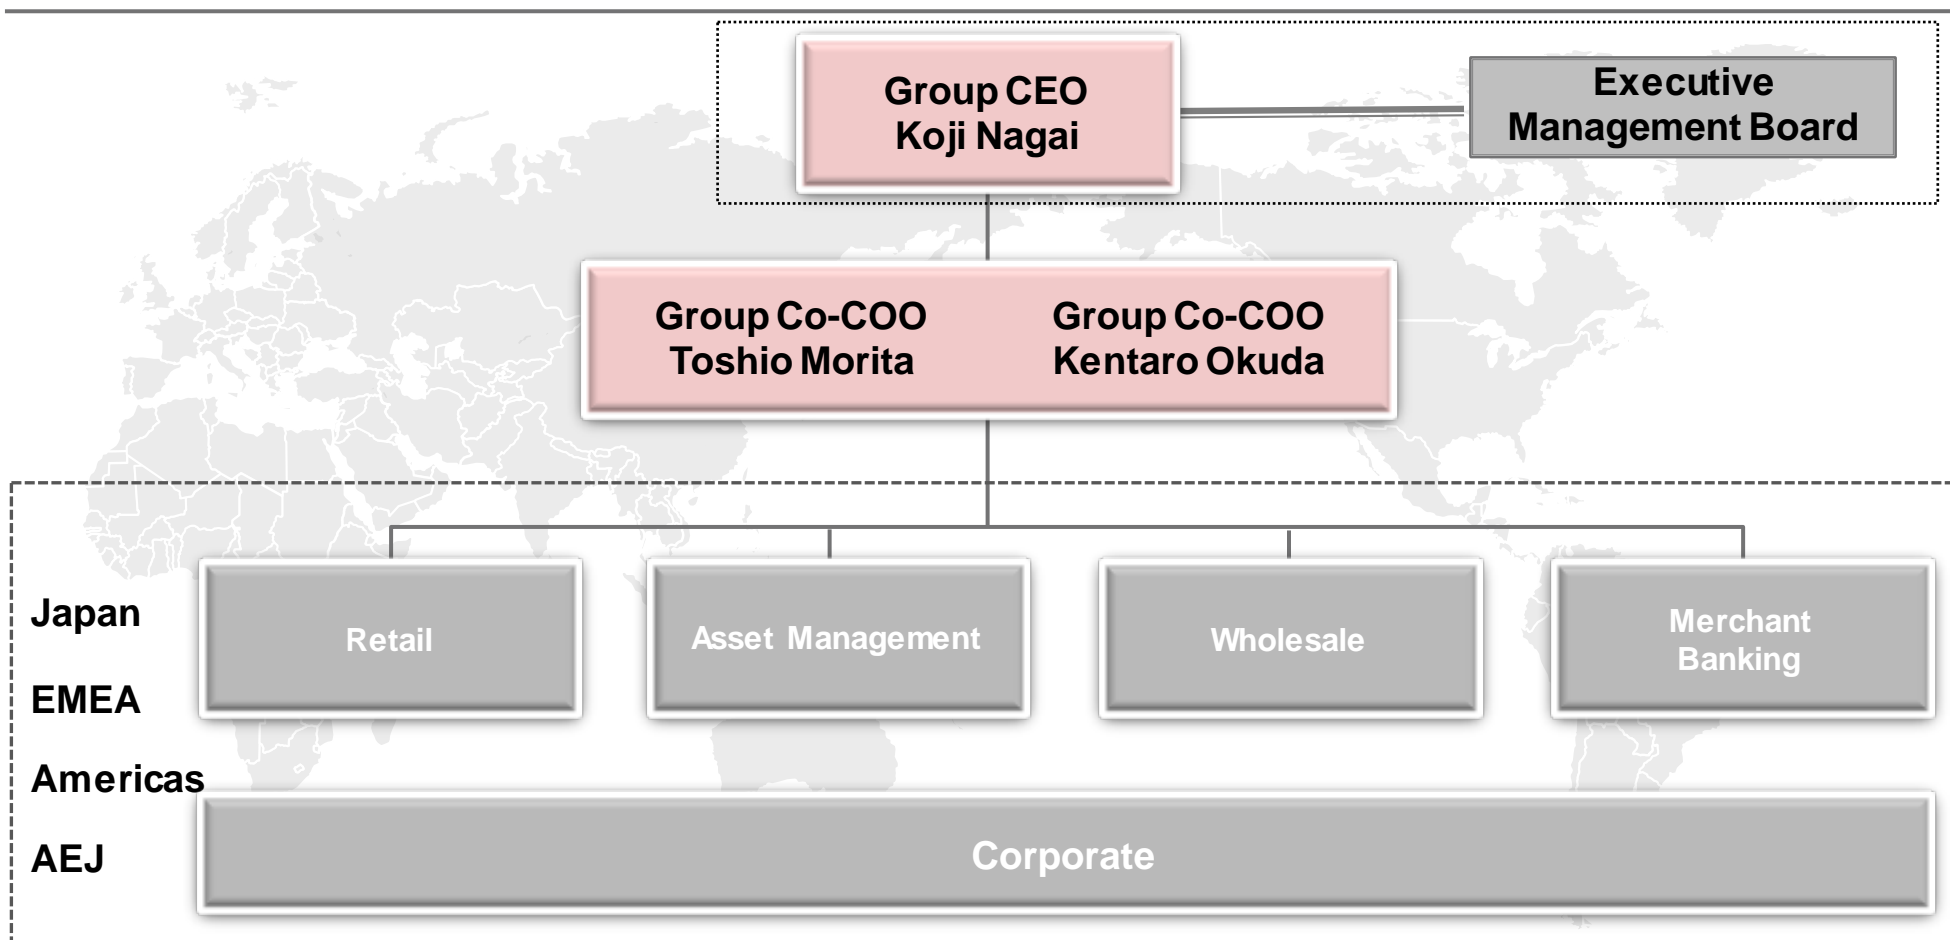 Group CEO
Koji Nagai
Executive
Management Board
Group Co-COO
Toshio Morita
Group Co-COO
Kentaro Okuda
Japan
EMEA
Americas
AEJ
Retail
Asset Management
Wholesale
Merchant
Banking
Corporate